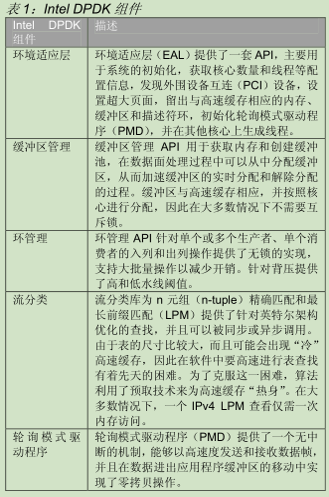 表 1：Intel DPDK 组件
Intel DPDK 描述
组件
环境适应层 环境适应层（EAL）提供了一套 API，主要用
于系统的初始化，获取核心数量和线程等配
置信息，发现外围设备互连（PCI）设备，设
置超大页面，留出与高速缓存相应的内存、
缓冲区和描述符环，初始化轮询模式驱动程
序（PMD），并在其他核心上生成线程。
缓冲区管理 缓冲区管理 API 用于获取内存和创建缓冲
池，在数据面处理过程中可以从中分配缓冲
区，从而加速缓冲区的实时分配和解除分配
的过程。缓冲区与高速缓存相应，并按照核
心进行分配，因此在大多数情况下不需要互
斥锁。
环管理 环管理 API 针对单个或多个生产者、单个消
费者的入列和出列操作提供了无锁的实现，
支持大批量操作以减少开销。针对背压提供
了高和低水线阈值。
流分类 流分类库为 n 元组（n-tuple）精确匹配和最
长前缀匹配（LPM）提供了针对英特尔架构
优化的查找，并且可以被同步或异步调用。
由于表的尺寸比较大，而且可能会出现“冷”
高速缓存，因此在软件中要高速进行表查找
有着先天的困难。为了克服这一困难，算法
利用了预取技术来为高速缓存“热身”。在大
多数情况下，一个 IPv4 LPM 查看仅需一次
内存访问。
轮询模式驱 轮询模式驱动程序（PMD）提供了一个无中
动程序 断的机制，能够以高速度发送和接收数据帧，
并且在数据进出应用程序缓冲区的移动中实
现了零拷贝操作。